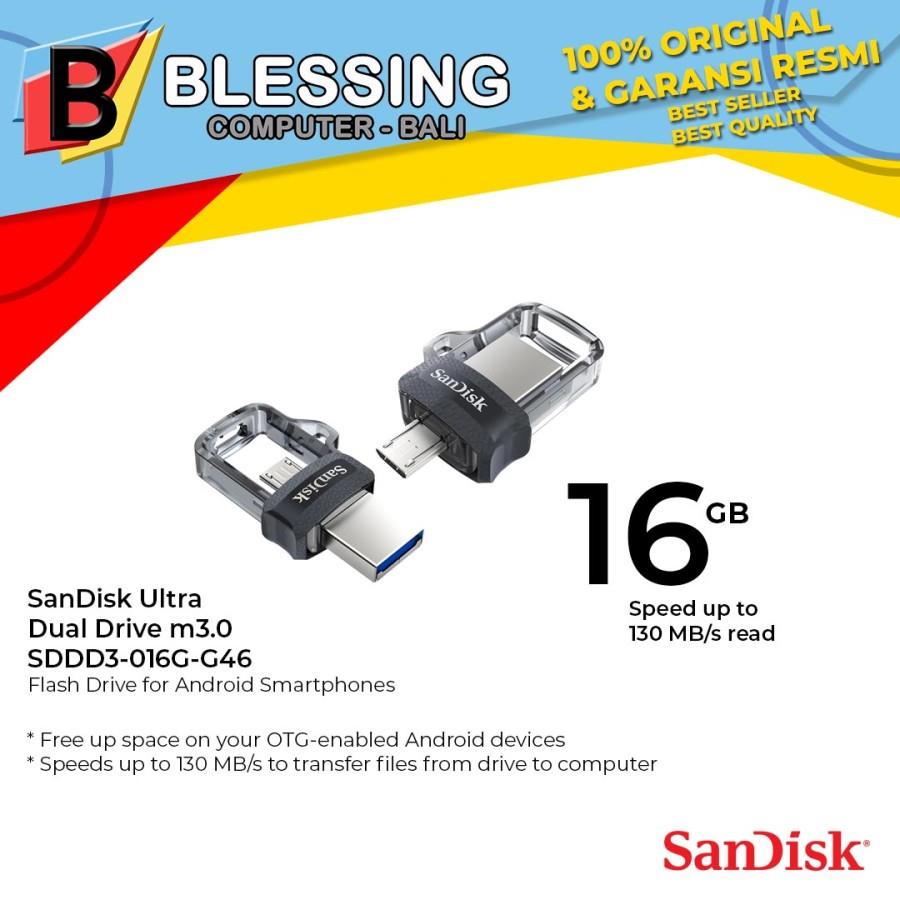 B
BLESSING
COMPUTER - BALI
100% ORIGINAL
& GARANSI RESMI
BEST SELLER
BEST QUALITY
SanDisk
SanDisk
16 GB
Speed up to
130 MB/s read
SanDisk Ultra
Dual Drive m3.0
SDDD3-016G-G46
Flash Drive for Android Smartphones
* Free up space on your OTG-enabled Android devices
* Speeds up to 130 MB/s to transfer files from drive to computer
SanDisk®